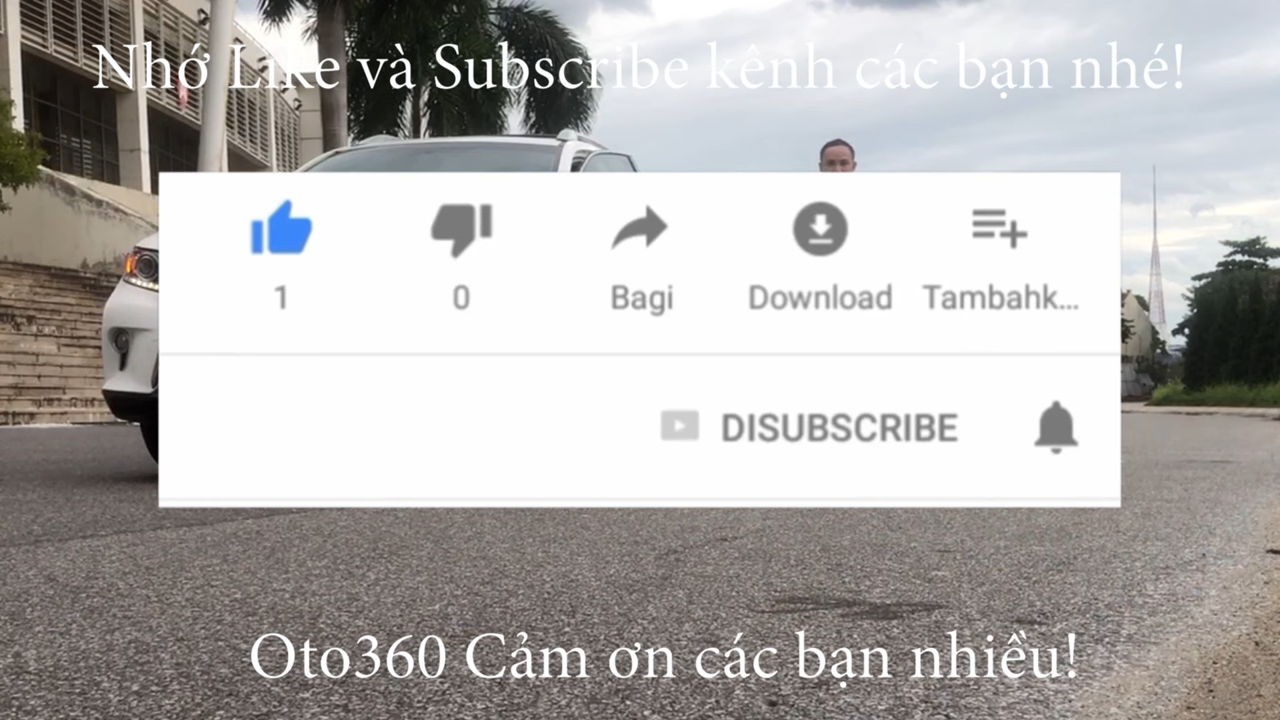 Nhớ Like và Subscribe kênh các bạn nhé!
1 0 Bagi Download Tambahk...
DISUBSCRIBE
Oto360 Cảm ơn các bạn nhiều!